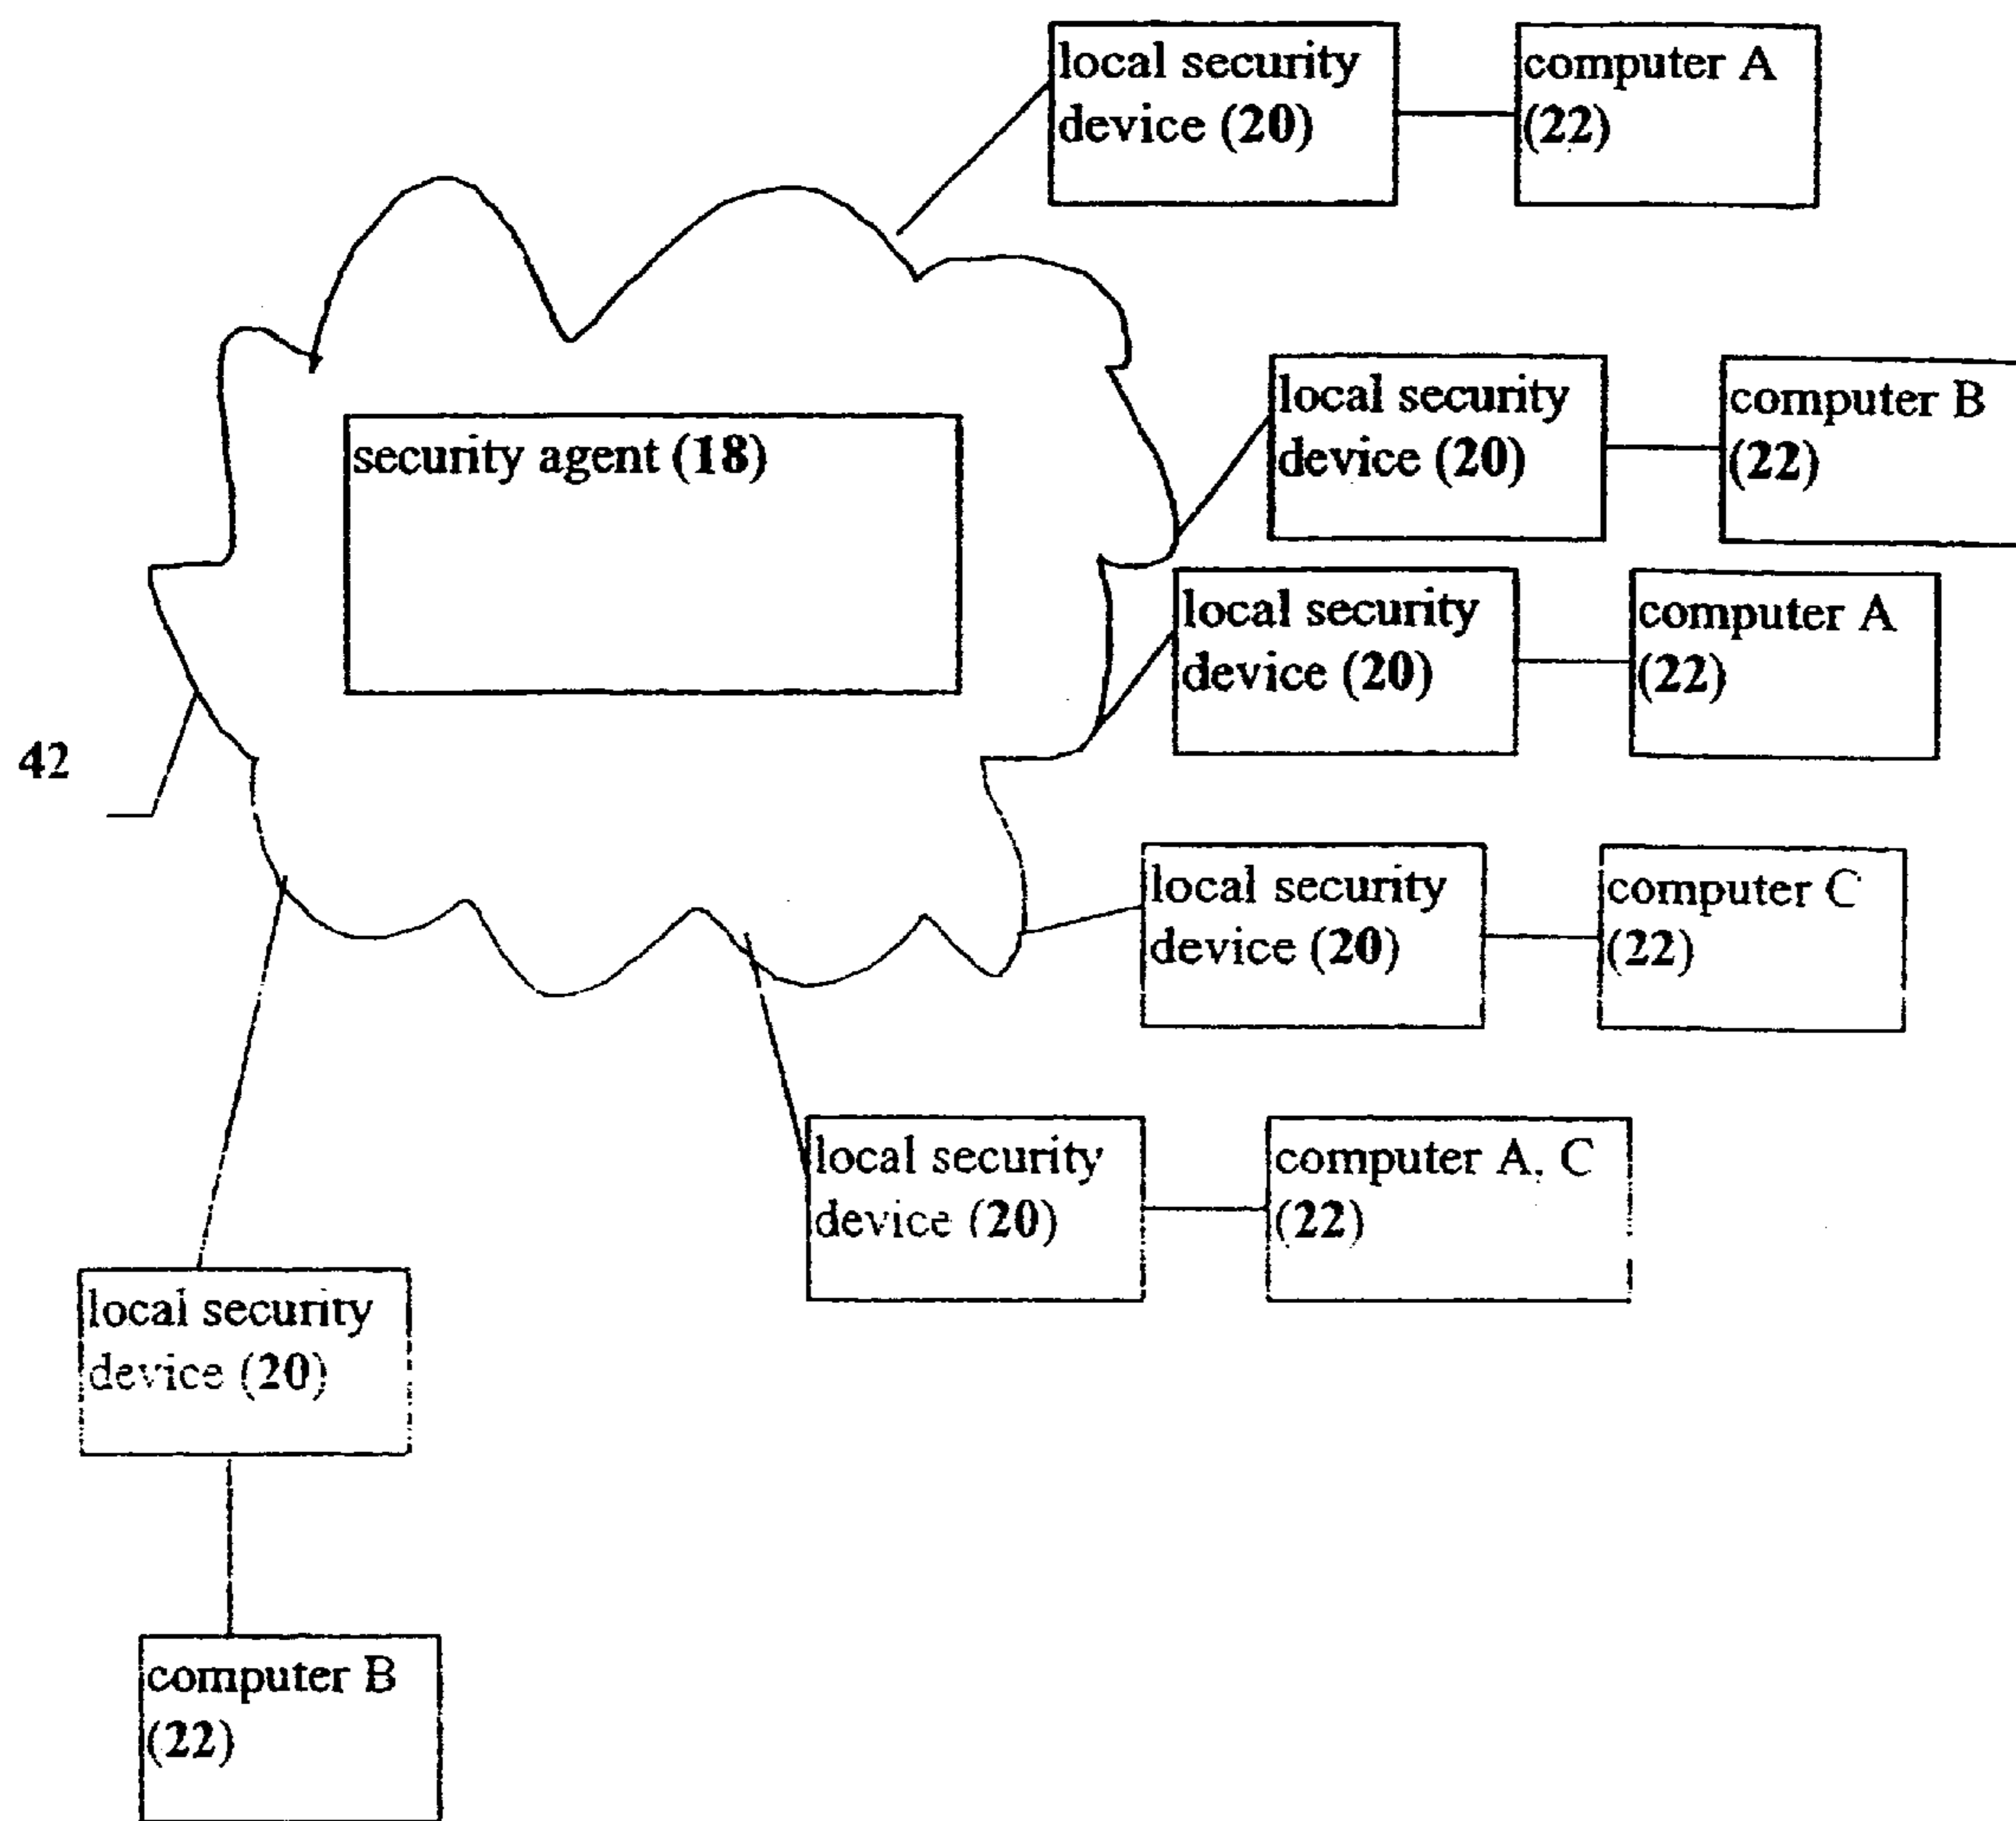 local security
device (20)
computer A
(22)
local security
device (20)
computer B
(22)
security agent (18)
local security
device (20)
computer A
(22)
42
local security
device (20)
computer C
(22)
local security
device (20)
computer A, C
(22)
local security
device (20)
computer B
(22)